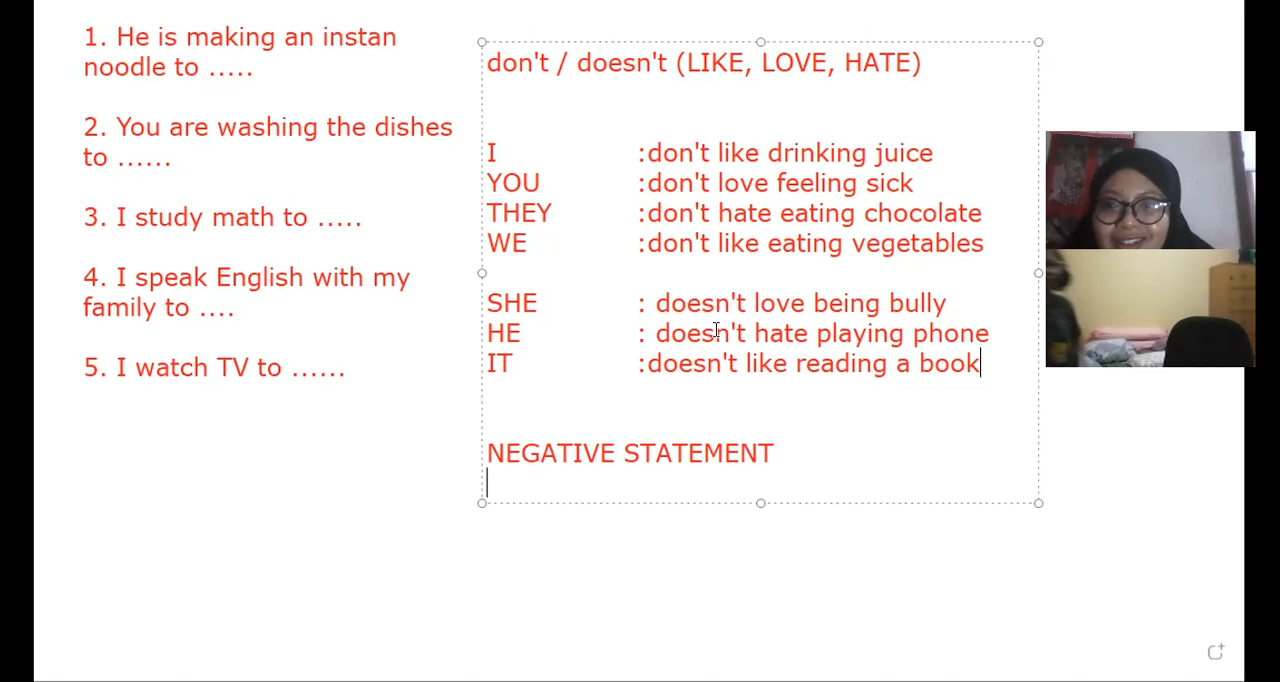 1. He is making an instan
noodle to .....
2. You are washing the dishes
to ......
3. I study math to .....
4. I speak English with my
family to ....
5. I watch TV to ......
don't / doesn't (LIKE, LOVE, HATE)
I :don't like drinking juice
YOU :don't love feeling sick
THEY :don't hate eating chocolate
WE :don't like eating vegetables
SHE : doesn't love being bully
HE : doesn't hate playing phone
IT :doesn't like reading a book
NEGATIVE STATEMENT